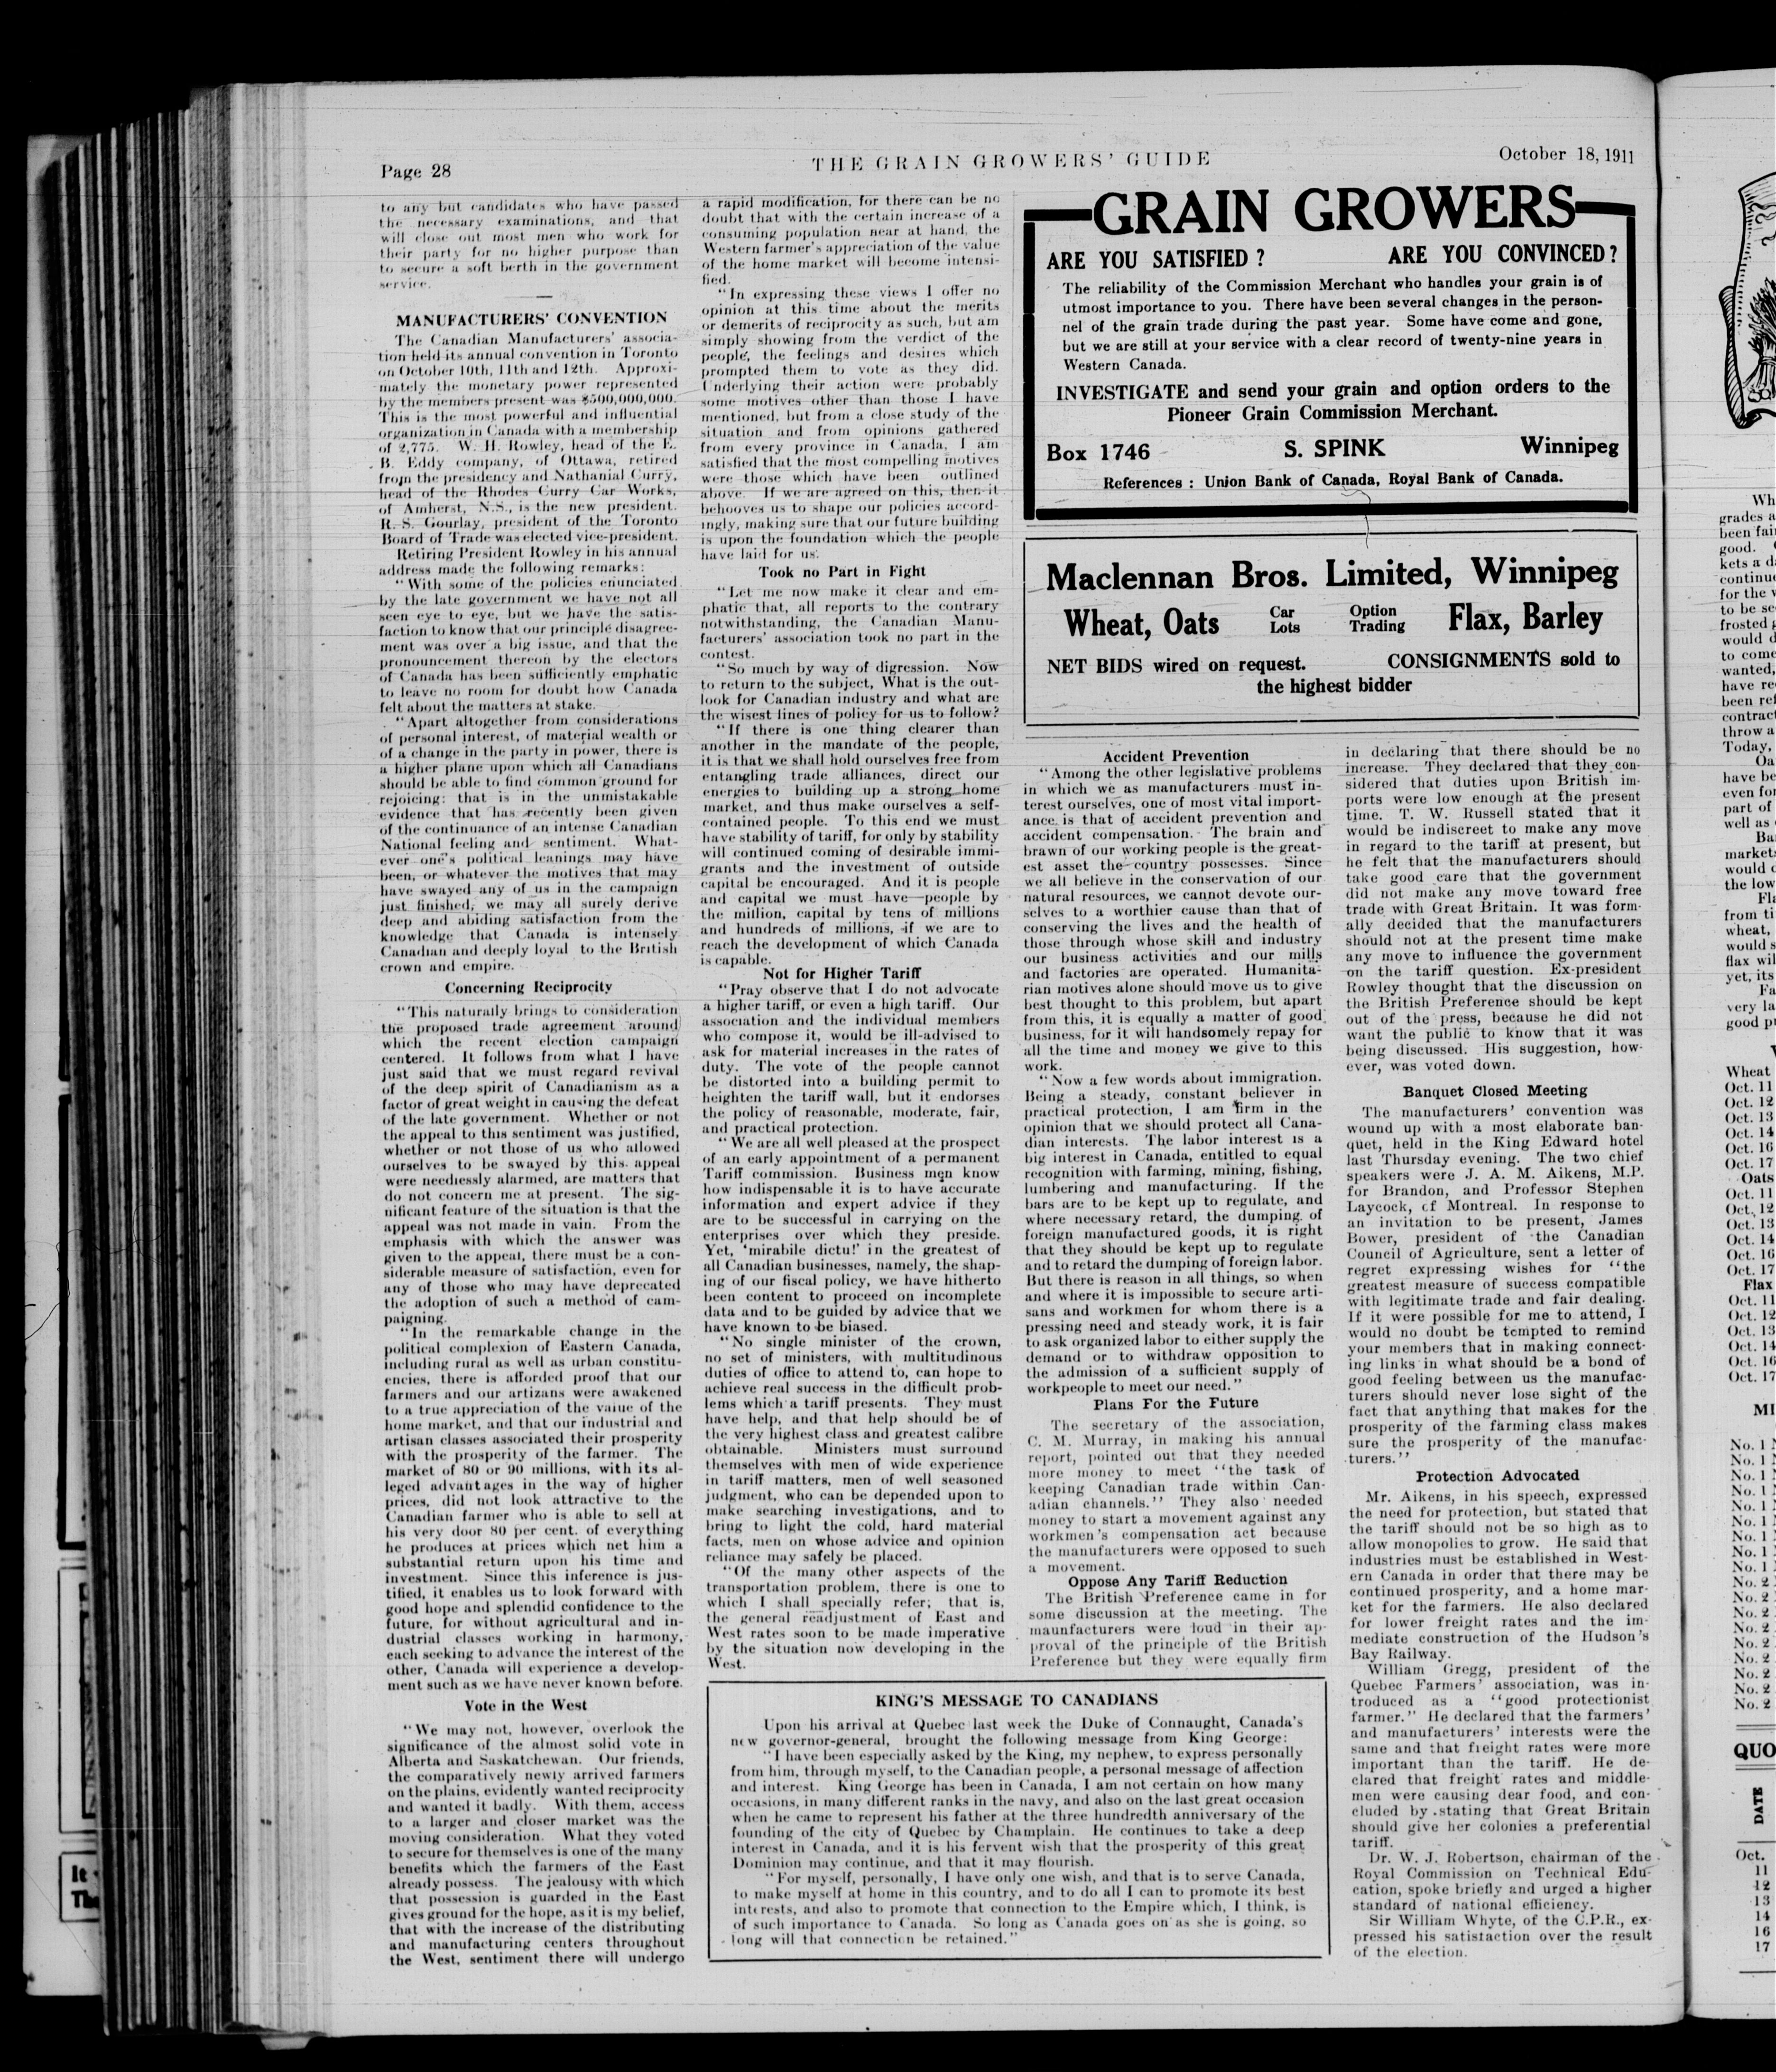 Page 28
THE GRAIN GROWERS' GUIDE
October 18, 1911
to any but candidates who have passed
the necessary examinations, and that
will close out most men who work for
their party for no higher purpose than
to secure a soft berth in the government
service.
MANUFACTURERS' CONVENTION
The Canadian Manufacturers' associa-
tion held its annual convention in Toronto
on October 10th, 11th and 12th. Approxi-
mately the monetary power represented
by the members present was $500,000,000.
This is the most powerful and influential
organization in Canada with a membership
of 2,775. W. H. Rowley, head of the E.
B. Eddy company, of Ottawa, retired
from the presidency and Nathanial Curry,
head of the Rhodes Curry Car Works,
of Amherst, N.S., is the new president.
R. S. Gourlay, president of the Toronto
Board of Trade was elected vice-president.
Retiring President Rowley in his annual
address made the following remarks:
"With some of the policies enunciated
by the late government we have not all
seen eye to eye, but we have the satis-
faction to know that our principle disagree-
ment was over a big issue, and that the
pronouncement thereon by the electors
of Canada has been sufficiently emphatic
to leave no room for doubt how Canada
felt about the matters at stake.
"Apart altogether from considerations
of personal interest, of material wealth or
of a change in the party in power, there is
a higher plane upon which all Canadians
should be able to find common ground for
rejoicing: that is in the unmistakable
evidence that has recently been given
of the continuance of an intense Canadian
National feeling and sentiment. What-
ever one's political leanings may have
been, or whatever the motives that may
have swayed any of us in the campaign
just finished, we may all surely derive
deep and abiding satisfaction from the
knowledge that Canada is intensely
Canadian and deeply loyal to the British
crown and empire.
Concerning Reciprocity
"This naturally brings to consideration
the proposed trade agreement around
which the recent election campaign
centered. It follows from what I have
just said that we must regard revival
of the deep spirit of Canadianism as a
factor of great weight in causing the defeat
of the late government. Whether or not
the appeal to this sentiment was justified,
whether or not those of us who allowed
ourselves to be swayed by this appeal
were needlessly alarmed, are matters that
do not concern me at present. The sig-
nificant feature of the situation is that the
appeal was not made in vain. From the
emphasis with which the answer was
given to the appeal, there must be a con-
siderable measure of satisfaction, even for
any of those who may have deprecated
the adoption of such a method of cam-
paigning.
"In the remarkable change in the
political complexion of Eastern Canada,
including rural as well as urban constitu-
encies, there is afforded proof that our
farmers and our artizans were awakened
to a true appreciation of the value of the
home market, and that our industrial and
artisan classes associated their prosperity
with the prosperity of the farmer. The
market of 80 or 90 millions, with its al-
leged advantages in the way of higher
prices, did not look attractive to the
Canadian farmer who is able to sell at
his very door 80 per cent. of everything
he produces at prices which net him a
substantial return upon his time and
investment. Since this inference is jus-
tified, it enables us to look forward with
good hope and splendid confidence to the
future, for without agricultural and in-
dustrial classes working in harmony,
each seeking to advance the interest of the
other, Canada will experience a develop-
ment such as we have never known before.
Vote in the West
"We may not, however, overlook the
significance of the almost solid vote in
Alberta and Saskatchewan. Our friends,
the comparatively newly arrived farmers
on the plains, evidently wanted reciprocity
and wanted it badly. With them, access
to a larger and closer market was the
moving consideration. What they voted
to secure for themselves is one of the many
benefits which the farmers of the East
already possess. The jealousy with which
that possession is guarded in the East
gives ground for the hope, as it is my belief,
that with the increase of the distributing
and manufacturing centers throughout
the West, sentiment there will undergo
a rapid modification, for there can be no
doubt that with the certain increase of a
consuming population near at hand, the
Western farmer's appreciation of the value
of the home market will become intensi-
fied.
"In expressing these views I offer no
opinion at this time about the merits
or demerits of reciprocity as such, but am
simply showing from the verdict of the
people, the feelings and desires which
prompted them to vote as they did.
Underlying their action were probably
some motives other than those I have
mentioned, but from a close study of the
situation and from opinions gathered
from every province in Canada, I am
satisfied that the most compelling motives
were those which have been outlined
above. If we are agreed on this, then it
behooves us to shape our policies accord-
ingly, making sure that our future building
is upon the foundation which the people
have laid for us.
Took no Part in Fight
"Let me now make it clear and em-
phatic that, all reports to the contrary
notwithstanding, the Canadian Manu-
facturers' association took no part in the
contest.
"So much by way of digression. Now
to return to the subject, What is the out-
look for Canadian industry and what are
the wisest lines of policy for us to follow?
"If there is one thing clearer than
another in the mandate of the people,
it is that we shall hold ourselves free from
entangling trade alliances, direct our
energies to building up a strong home
market, and thus make ourselves a self-
contained people. To this end we must
have stability of tariff, for only by stability
will continued coming of desirable immi-
grants and the investment of outside
capital be encouraged. And it is people
and capital we must have—people by
the million, capital by tens of millions
and hundreds of millions, if we are to
reach the development of which Canada
is capable.
Not for Higher Tariff
"Pray observe that I do not advocate
a higher tariff, or even a high tariff. Our
association and the individual members
who compose it, would be ill-advised to
ask for material increases in the rates of
duty. The vote of the people cannot
be distorted into a building permit to
heighten the tariff wall, but it endorses
the policy of reasonable, moderate, fair,
and practical protection.
"We are all well pleased at the prospect
of an early appointment of a permanent
Tariff commission. Business men know
how indispensable it is to have accurate
information and expert advice if they
are to be successful in carrying on the
enterprises over which they preside.
Yet, 'mirabile dictu!' in the greatest of
all Canadian businesses, namely, the shap-
ing of our fiscal policy, we have hitherto
been content to proceed on incomplete
data and to be guided by advice that we
have known to be biased.
"No single minister of the crown,
no set of ministers, with multitudinous
duties of office to attend to, can hope to
achieve real success in the difficult prob-
lems which a tariff presents. They must
have help, and that help should be of
the very highest class and greatest calibre
obtainable. Ministers must surround
themselves with men of wide experience
in tariff matters, men of well seasoned
judgment, who can be depended upon to
make searching investigations, and to
bring to light the cold, hard material
facts, men on whose advice and opinion
reliance may safely be placed.
"Of the many other aspects of the
transportation problem, there is one to
which I shall specially refer; that is,
the general readjustment of East and
West rates soon to be made imperative
by the situation now developing in the
West.
GRAIN GROWERS
ARE YOU SATISFIED? ARE YOU CONVINCED?
The reliability of the Commission Merchant who handles your grain is of
utmost importance to you. There have been several changes in the person-
nel of the grain trade during the past year. Some have come and gone,
but we are still at your service with a clear record of twenty-nine years in
Western Canada.
INVESTIGATE and send your grain and option orders to the
Pioneer Grain Commission Merchant.
Box 1746 S. SPINK Winnipeg
References : Union Bank of Canada, Royal Bank of Canada.
Maclennan Bros. Limited, Winnipeg
Wheat, Oats Car Lots Option Trading Flax, Barley
NET BIDS wired on request. CONSIGNMENTS sold to
the highest bidder
Accident Prevention
"Among the other legislative problems
in which we as manufacturers must in-
terest ourselves, one of most vital import-
ance is that of accident prevention and
accident compensation. The brain and
brawn of our working people is the great-
est asset the country possesses. Since
we all believe in the conservation of our
natural resources, we cannot devote our-
selves to a worthier cause than that of
conserving the lives and the health of
those through whose skill and industry
our business activities and our mills
and factories are operated. Humanita-
rian motives alone should move us to give
best thought to this problem, but apart
from this, it is equally a matter of good
business, for it will handsomely repay for
all the time and money we give to this
work.
"Now a few words about immigration.
Being a steady, constant believer in
practical protection, I am firm in the
opinion that we should protect all Cana-
dian interests. The labor interest is a
big interest in Canada, entitled to equal
recognition with farming, mining, fishing,
lumbering and manufacturing. If the
bars are to be kept up to regulate, and
where necessary retard, the dumping of
foreign manufactured goods, it is right
that they should be kept up to regulate
and to retard the dumping of foreign labor.
But there is reason in all things, so when
and where it is impossible to secure arti-
sans and workmen for whom there is a
pressing need and steady work, it is fair
to ask organized labor to either supply the
demand or to withdraw opposition to
the admission of a sufficient supply of
workpeople to meet our need."
Plans For the Future
The secretary of the association,
C. M. Murray, in making his annual
report, pointed out that they needed
more money to meet "the task of
keeping Canadian trade within Can-
adian channels." They also needed
money to start a movement against any
workmen's compensation act because
the manufacturers were opposed to such
a movement.
Oppose Any Tariff Reduction
The British Preference came in for
some discussion at the meeting. The
maunfacturers were loud in their ap-
proval of the principle of the British
Preference but they were equally firm
in declaring that there should be no
increase. They declared that they con-
sidered that duties upon British im-
ports were low enough at the present
time. T. W. Russell stated that it
would be indiscreet to make any move
in regard to the tariff at present, but
he felt that the manufacturers should
take good care that the government
did not make any move toward free
trade with Great Britain. It was form-
ally decided that the manufacturers
should not at the present time make
any move to influence the government
on the tariff question. Ex-president
Rowley thought that the discussion on
the British Preference should be kept
out of the press, because he did not
want the public to know that it was
being discussed. His suggestion, how-
ever, was voted down.
Banquet Closed Meeting
The manufacturers' convention was
wound up with a most elaborate ban-
quet, held in the King Edward hotel
last Thursday evening. The two chief
speakers were J. A. M. Aikens, M.P.
for Brandon, and Professor Stephen
Laycock, of Montreal. In response to
an invitation to be present, James
Bower, president of the Canadian
Council of Agriculture, sent a letter of
regret expressing wishes for "the
greatest measure of success compatible
with legitimate trade and fair dealing.
If it were possible for me to attend, I
would no doubt be tempted to remind
your members that in making connect-
ing links in what should be a bond of
good feeling between us the manufac-
turers should never lose sight of the
fact that anything that makes for the
prosperity of the farming class makes
sure the prosperity of the manufac-
turers."
Protection Advocated
Mr. Aikens, in his speech, expressed
the need for protection, but stated that
the tariff should not be so high as to
allow monopolies to grow. He said that
industries must be established in West-
ern Canada in order that there may be
continued prosperity, and a home mar-
ket for the farmers. He also declared
for lower freight rates and the im-
mediate construction of the Hudson's
Bay Railway.
William Gregg, president of the
Quebec Farmers' association, was in-
troduced as a "good protectionist
farmer." He declared that the farmers'
and manufacturers' interests were the
same and that freight rates were more
important than the tariff. He de-
clared that freight rates and middle-
men were causing dear food, and con-
cluded by stating that Great Britain
should give her colonies a preferential
tariff.
Dr. W. J. Robertson, chairman of the
Royal Commission on Technical Edu-
cation, spoke briefly and urged a higher
standard of national efficiency.
Sir William Whyte, of the C.P.R., ex-
pressed his satisfaction over the result
of the election.
KING'S MESSAGE TO CANADIANS
Upon his arrival at Quebec last week the Duke of Connaught, Canada's
new governor-general, brought the following message from King George:
"I have been especially asked by the King, my nephew, to express personally
from him, through myself, to the Canadian people, a personal message of affection
and interest. King George has been in Canada, I am not certain on how many
occasions, in many different ranks in the navy, and also on the last great occasion
when he came to represent his father at the three hundredth anniversary of the
founding of the city of Quebec by Champlain. He continues to take a deep
interest in Canada, and it is his fervent wish that the prosperity of this great
Dominion may continue, and that it may flourish.
"For myself, personally, I have only one wish, and that is to serve Canada,
to make myself at home in this country, and to do all I can to promote its best
interests, and also to promote that connection to the Empire which, I think, is
of such importance to Canada. So long as Canada goes on as she is going, so
long will that connection be retained."